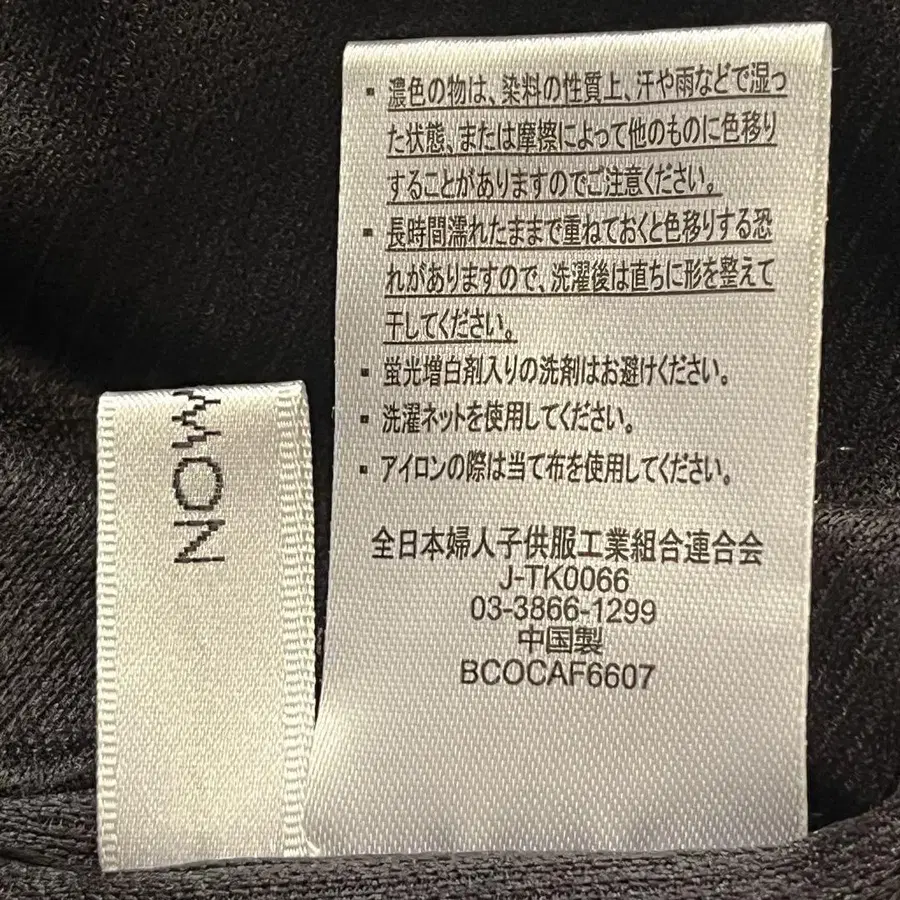 ・濃色の物は、染料の性質上、汗や雨などで湿っ
た状態、または摩擦によって他のものに色移り
することがありますのでご注意ください。
・長時間濡れたままで重ねておくと色移りする恐
れがありますので、洗濯後は直ちに形を整えて
干してください。
・蛍光増白剤入りの洗剤はお避けください。
・洗濯ネットを使用してください。
・アイロンの際は当て布を使用してください。
全日本婦人子供服工業組合連合会
J-TK0066
03-3866-1299
中国製
BCOCAF6607